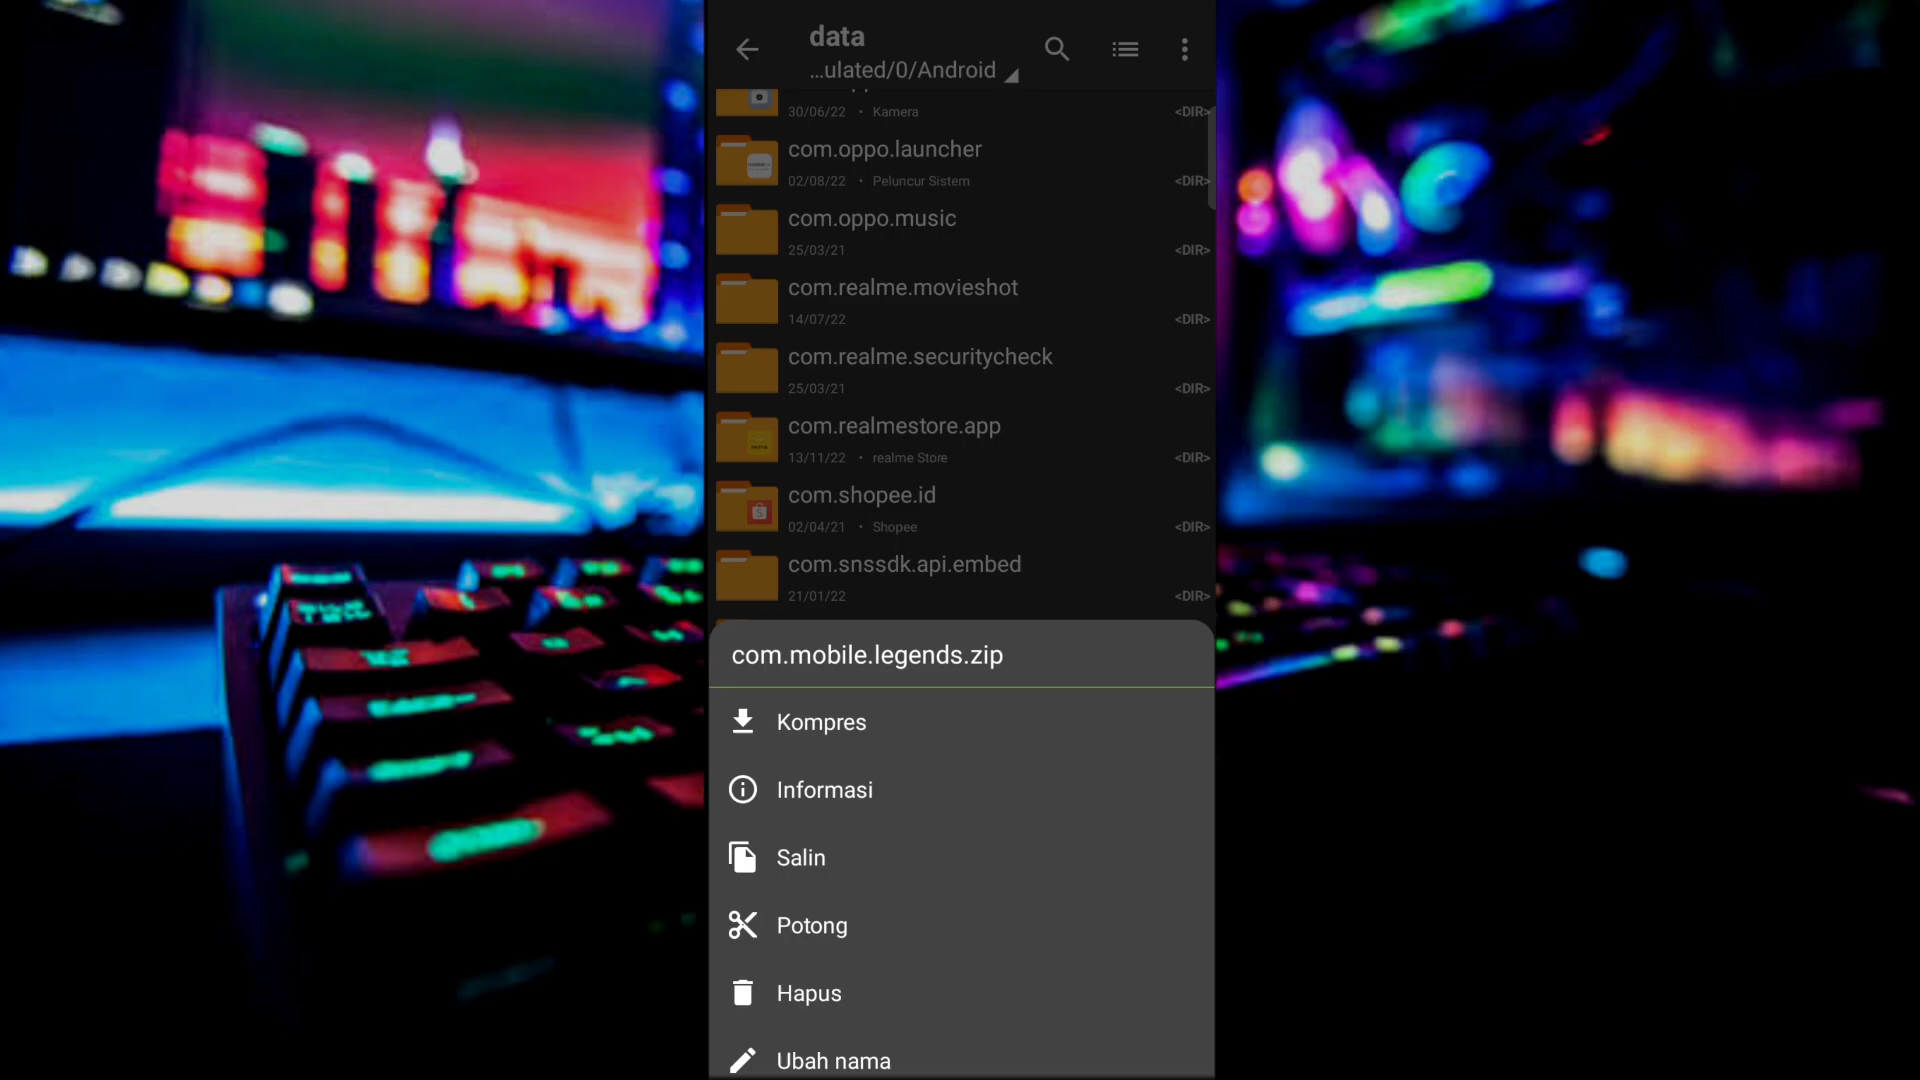 data
...ulated/0/Android
30/06/22 • Kamera
<DIR>
com.oppo.launcher
02/08/22 • Peluncur Sistem
<DIR>
com.oppo.music
25/03/21
<DIR>
com.realme.movieshot
14/07/22
<DIR>
com.realme.securitycheck
25/03/21
<DIR>
com.realmestore.app
13/11/22 • realme Store
<DIR>
com.shopee.id
02/04/21 • Shopee
<DIR>
com.snssdk.api.embed
21/01/22
<DIR>
com.mobile.legends.zip
Kompres
Informasi
Salin
Potong
Hapus
Ubah nama